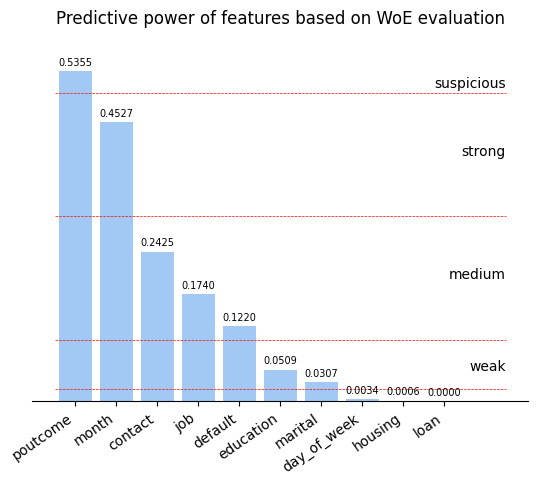 Predictive power of features based on WoE evaluation
0.5355
suspicious
0.4527
strong
0.2425
medium
0.1740
0.1220
weak
0.0509
0.0307
0.0034
0.0006
0.0000
poutcome
month
contact
job
default
education
marital
day_of_week
housing
loan